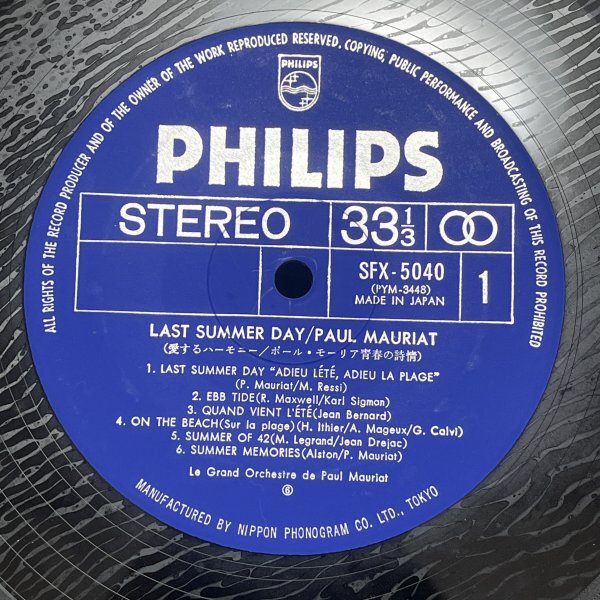 ALL RIGHTS OF THE RECORD PRODUCER AND OF THE OWNER OF THE WORK REPRODUCED RESERVED. COPYING, PUBLIC PERFORMANCE AND BROADCASTING OF THIS RECORD PROHIBITED
PHILIPS
PHILIPS
STEREO 33⅓
SFX-5040
(PYM-3448)
MADE IN JAPAN
1
LAST SUMMER DAY/PAUL MAURIAT
(愛するハーモニー/ポール・モーリア青春の詩情)
1. LAST SUMMER DAY "ADIEU LÉTÉ, ADIEU LA PLAGE"
(P. Mauriat/M. Ressi)
2. EBB TIDE(R. Maxwell/Karl Sigman)
3. QUAND VIENT L'ÉTÉ(Jean Bernard)
4. ON THE BEACH(Sur la plage)(H. Ithier/A. Mageux/G. Calvi)
5. SUMMER OF 42(M. Legrand/Jean Drejac)
6. SUMMER MEMORIES(Alston/P. Mauriat)
Le Grand Orchestre de Paul Mauriat
⑥
MANUFACTURED BY NIPPON PHONOGRAM CO. LTD., TOKYO